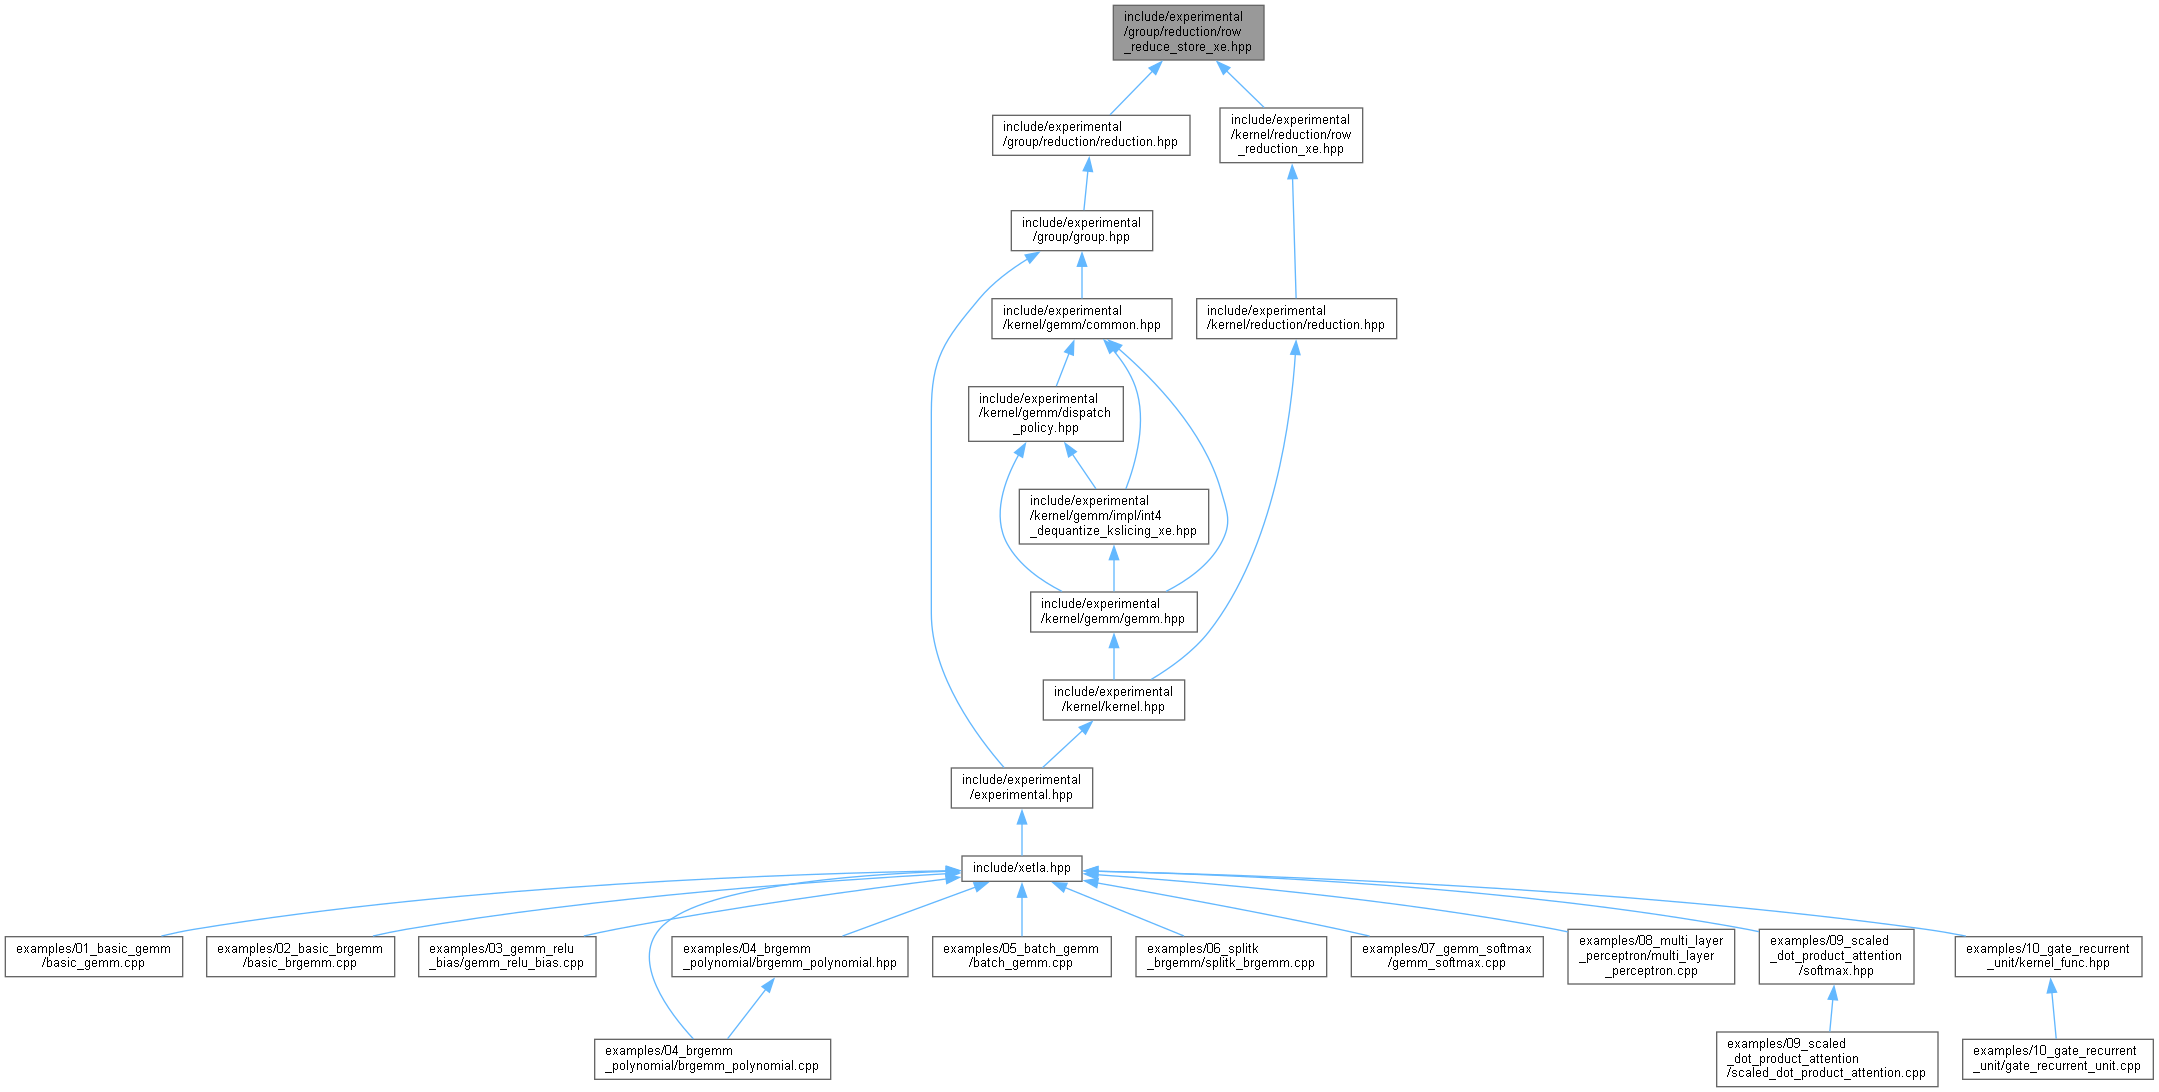 include/experimental
/group/reduction/row
_reduce_store_xe.hpp
include/experimental
/group/reduction/reduction.hpp
include/experimental
/kernel/reduction/row
_reduction_xe.hpp
include/experimental
/group/group.hpp
include/experimental
/kernel/gemm/common.hpp
include/experimental
/kernel/reduction/reduction.hpp
include/experimental
/kernel/gemm/dispatch
_policy.hpp
include/experimental
/kernel/gemm/impl/int4
_dequantize_kslicing_xe.hpp
include/experimental
/kernel/gemm/gemm.hpp
include/experimental
/kernel/kernel.hpp
include/experimental
/experimental.hpp
include/xetla.hpp
examples/01_basic_gemm
/basic_gemm.cpp
examples/02_basic_brgemm
/basic_brgemm.cpp
examples/03_gemm_relu
_bias/gemm_relu_bias.cpp
examples/04_brgemm
_polynomial/brgemm_polynomial.hpp
examples/05_batch_gemm
/batch_gemm.cpp
examples/06_splitk
_brgemm/splitk_brgemm.cpp
examples/07_gemm_softmax
/gemm_softmax.cpp
examples/08_multi_layer
_perceptron/multi_layer
_perceptron.cpp
examples/09_scaled
_dot_product_attention
/softmax.hpp
examples/10_gate_recurrent
_unit/kernel_func.hpp
examples/04_brgemm
_polynomial/brgemm_polynomial.cpp
examples/09_scaled
_dot_product_attention
/scaled_dot_product_attention.cpp
examples/10_gate_recurrent
_unit/gate_recurrent_unit.cpp